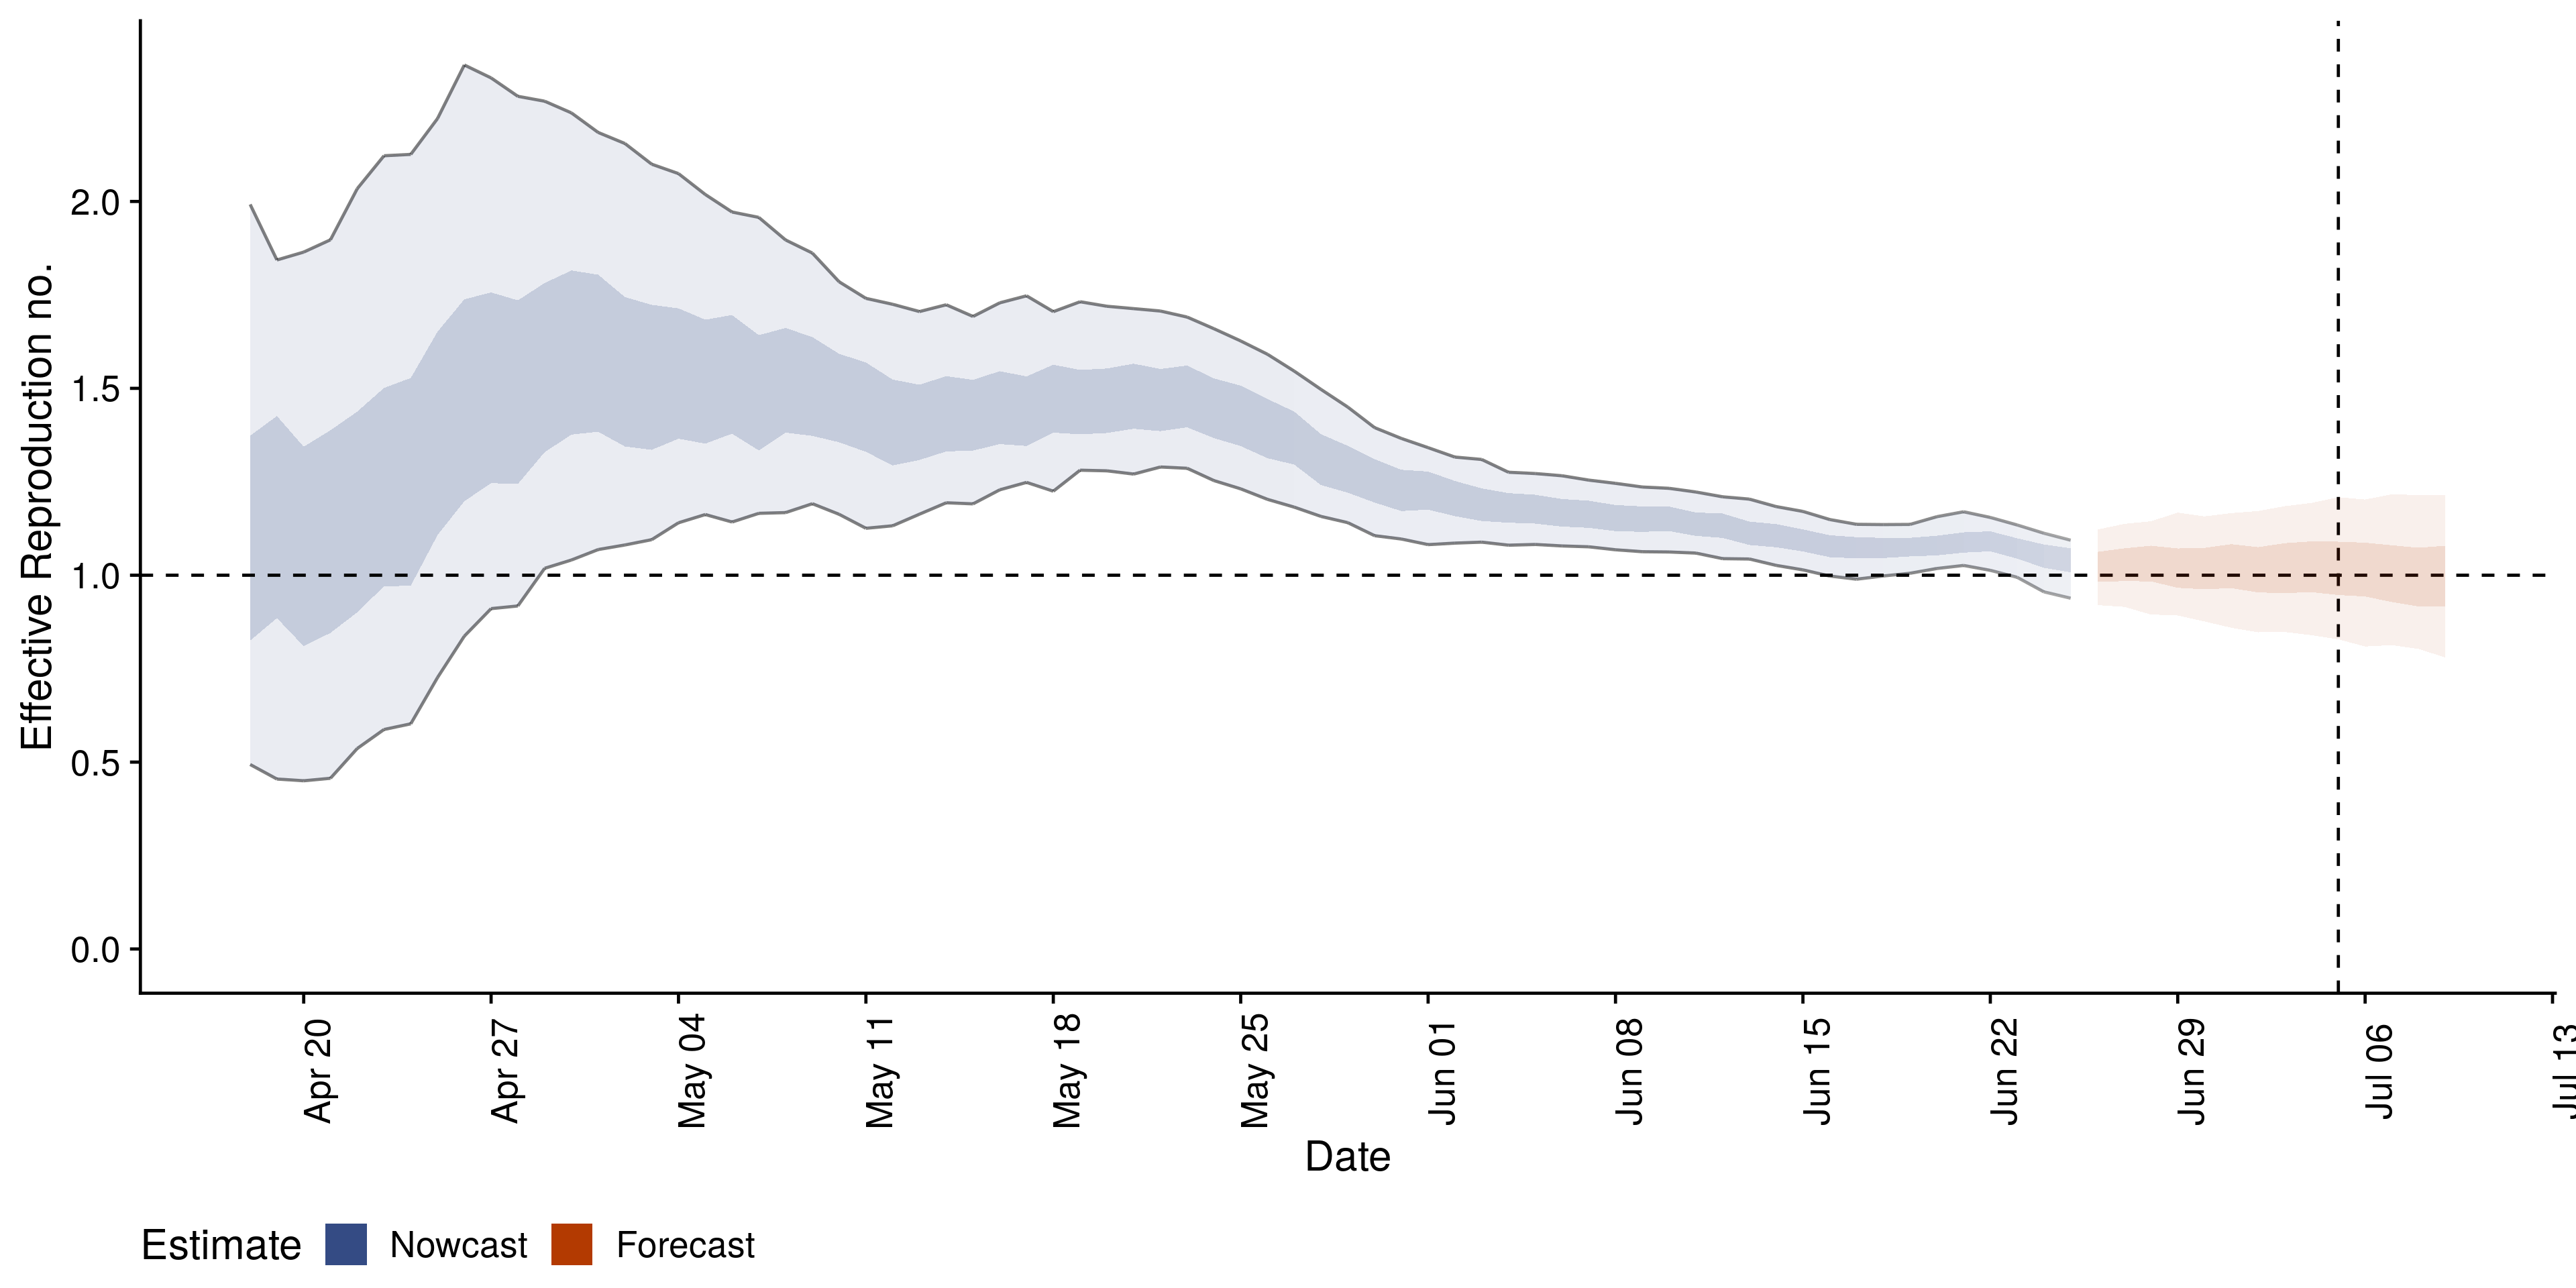 Effective Reproduction no.
2.0
1.5
1.0
0.5
0.0
Apr 20
Apr 27
May 04
May 11
May 18
May 25
Jun 01
Jun 08
Jun 15
Jun 22
Jun 29
Jul 06
Jul 13
Date
Estimate Nowcast Forecast